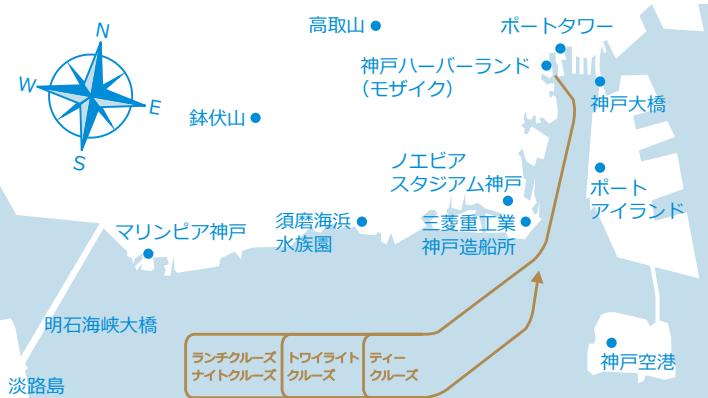 高取山
ポートタワー
神戸ハーバーランド
（モザイク）
神戸大橋
N
W
E
S
鉢伏山
ノエビア
スタジアム神戸
ポート
アイランド
マリンピア神戸
須磨海浜
水族園
三菱重工業
神戸造船所
明石海峡大橋
ランチクルーズ
ナイトクルーズ
トワイライト
クルーズ
ティー
クルーズ
神戸空港
淡路島